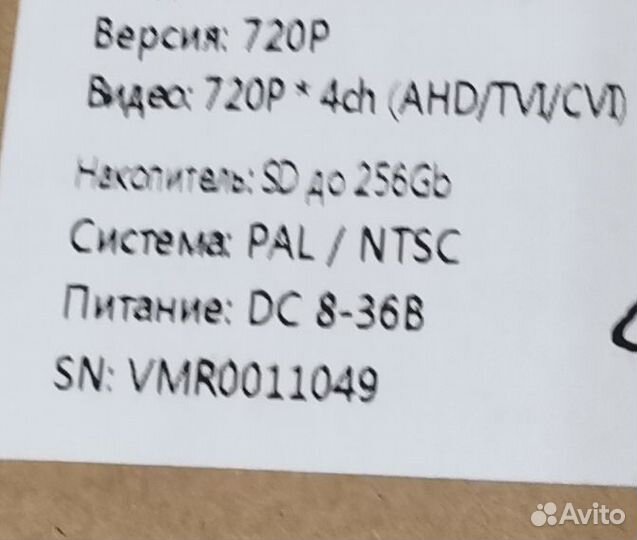 Версия: 720P
Видео: 720P * 4ch (AHD/TVI/CVI)
Накопитель: SD до 256Gb
Система: PAL / NTSC
Питание: DC 8-36В
SN: VMR0011049
Avito